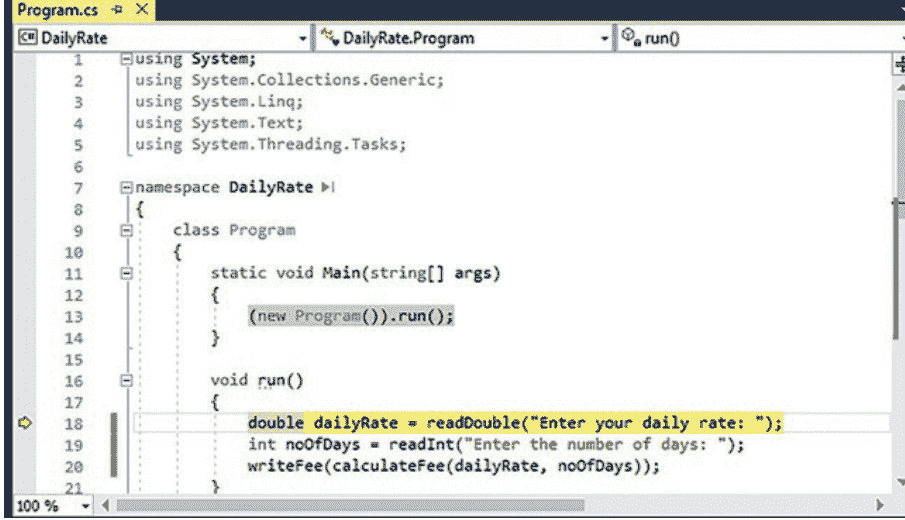 Program.cs
C# DailyRate DailyRate.Program run()
1 using System;
2 using System.Collections.Generic;
3 using System.Linq;
4 using System.Text;
5 using System.Threading.Tasks;
6
7 namespace DailyRate
8 {
9 class Program
10 {
11 static void Main(string[] args)
12 {
13 (new Program()).run();
14 }
15
16 void run()
17 {
18 double dailyRate = readDouble("Enter your daily rate: ");
19 int noOfDays = readInt("Enter the number of days: ");
20 writeFee(calculateFee(dailyRate, noOfDays));
21 }
100 %